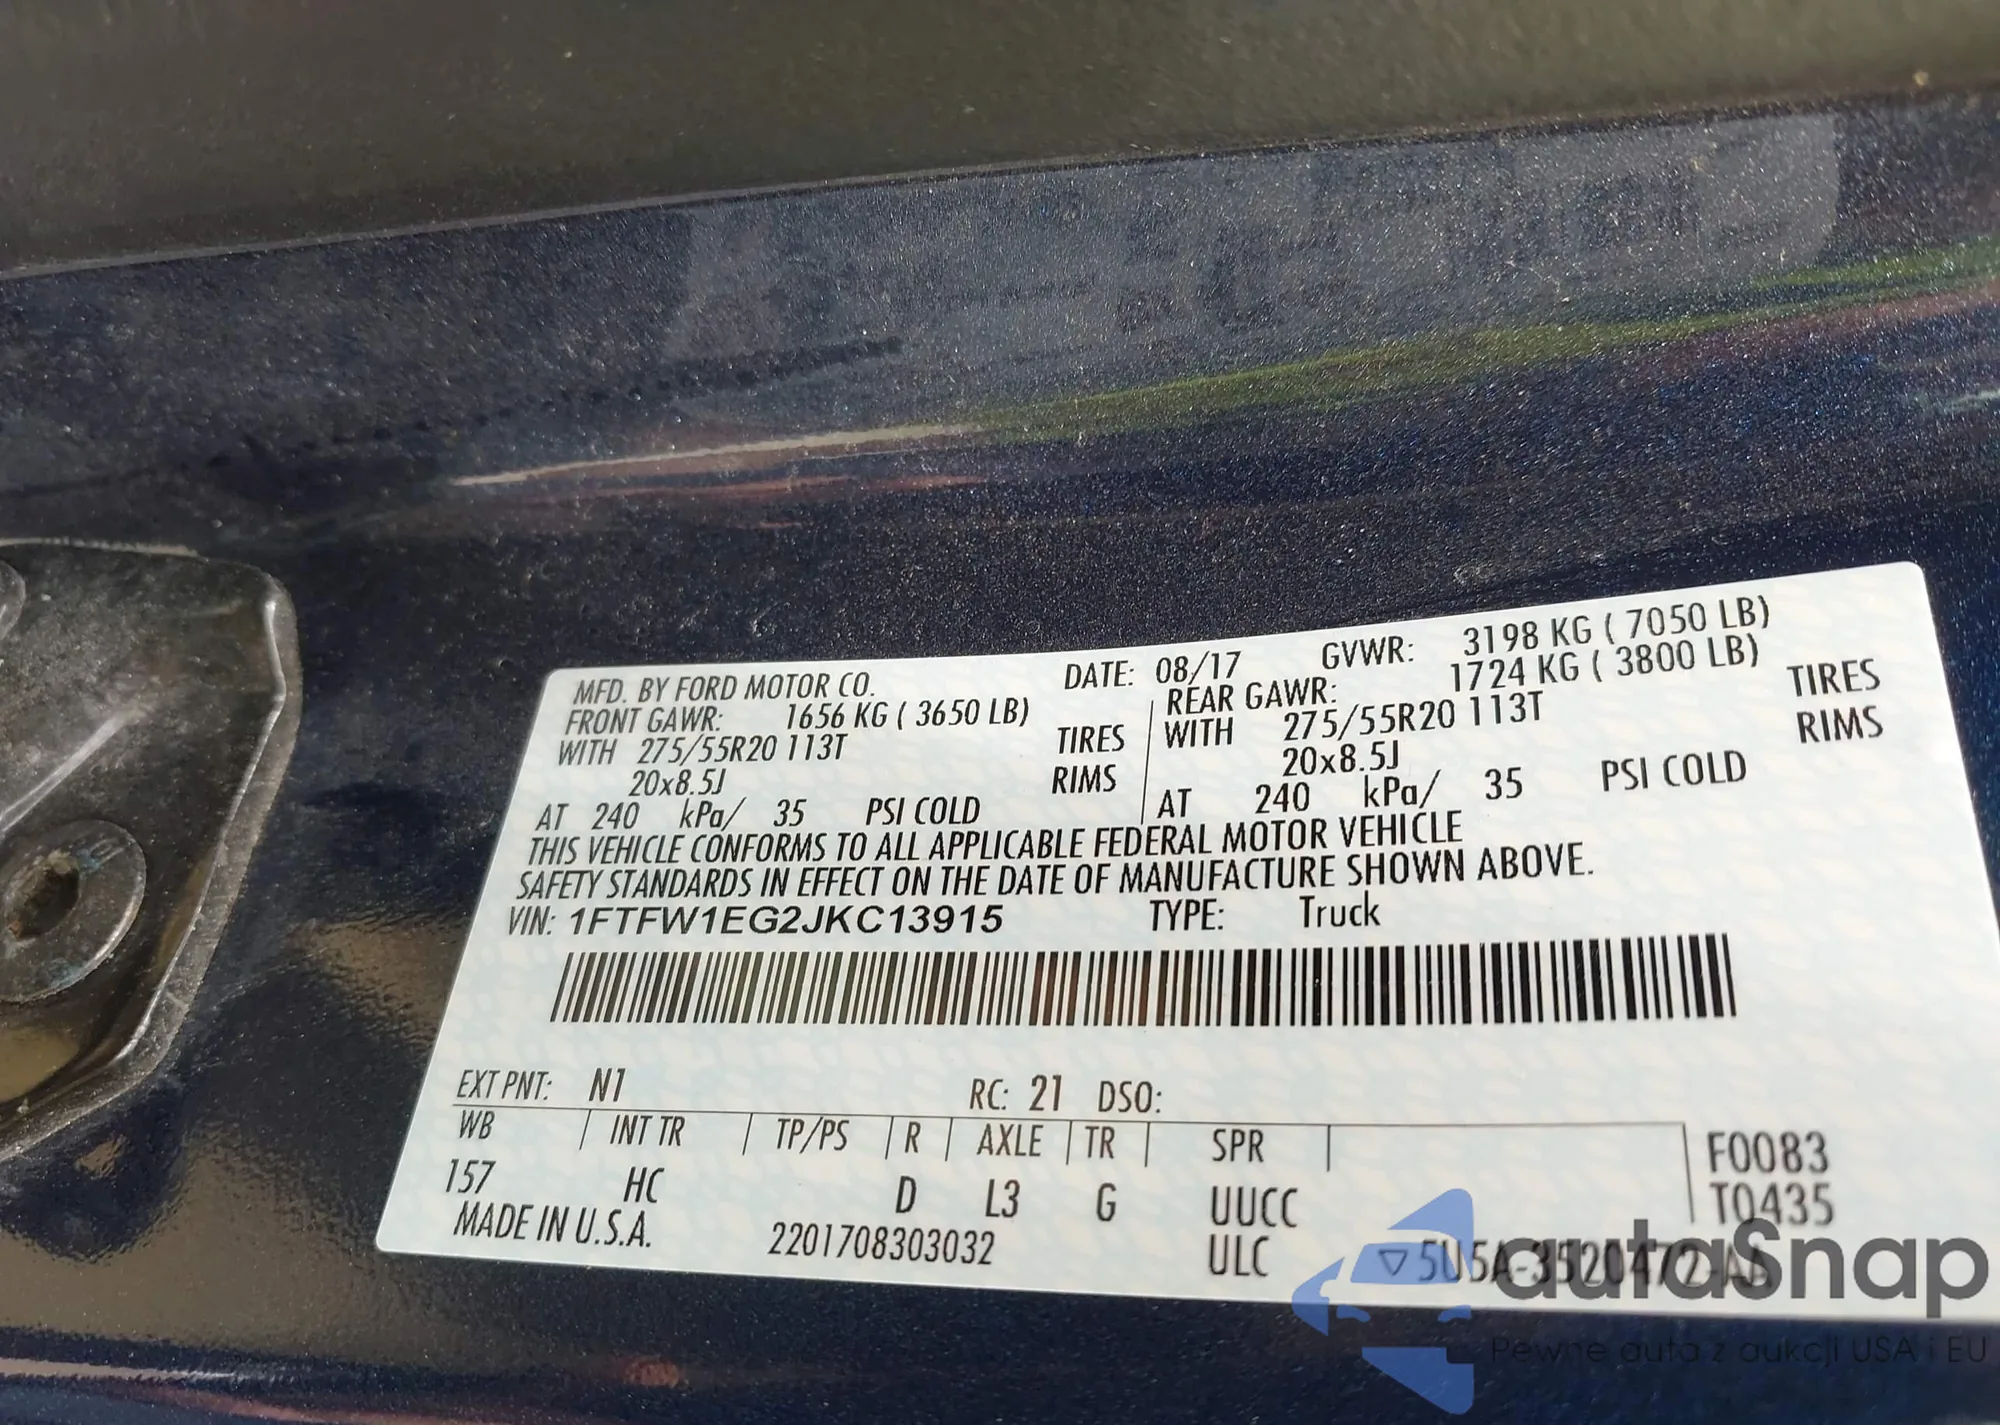 MFD. BY FORD MOTOR CO. DATE: 08/17 GVWR: 3198 KG ( 7050 LB)
FRONT GAWR: 1656 KG ( 3650 LB) REAR GAWR: 1724 KG ( 3800 LB)
WITH 275/55R20 113T TIRES WITH 275/55R20 113T TIRES
20x8.5J RIMS 20x8.5J RIMS
AT 240 kPa/ 35 PSI COLD AT 240 kPa/ 35 PSI COLD
THIS VEHICLE CONFORMS TO ALL APPLICABLE FEDERAL MOTOR VEHICLE
SAFETY STANDARDS IN EFFECT ON THE DATE OF MANUFACTURE SHOWN ABOVE.
VIN: 1FTFW1EG2JKC13915 TYPE: Truck
EXT PNT: N1 RC: 21 DSO:
WB INT TR TP/PS R AXLE TR SPR F0083
157 HC D L3 G UUCC T0435
MADE IN U.S.A. 2201708303032 ULC ▽5U5A-3520472-AA
autaSnap
Pewne auta z aukcji USA i EU